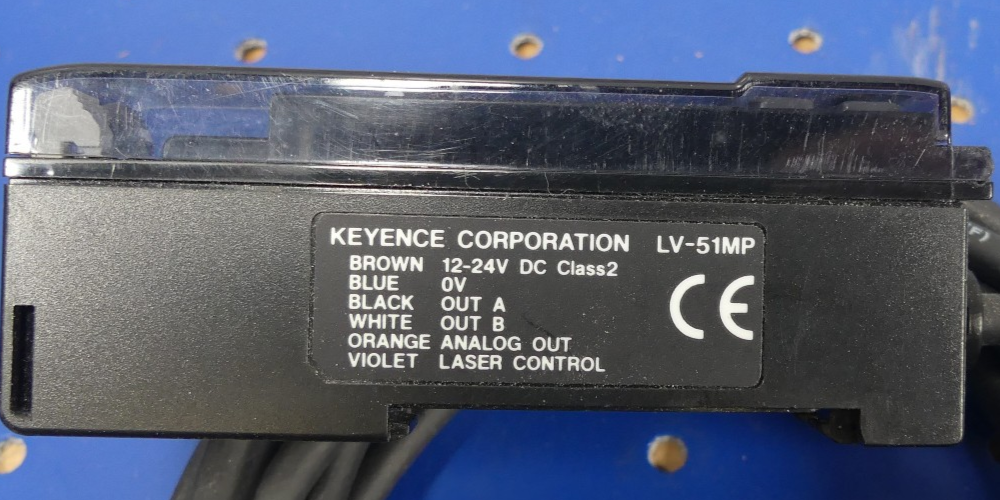 KEYENCE CORPORATION LV-51MP
BROWN 12-24V DC Class2
BLUE 0V
BLACK OUT A
WHITE OUT B
ORANGE ANALOG OUT
VIOLET LASER CONTROL
CE